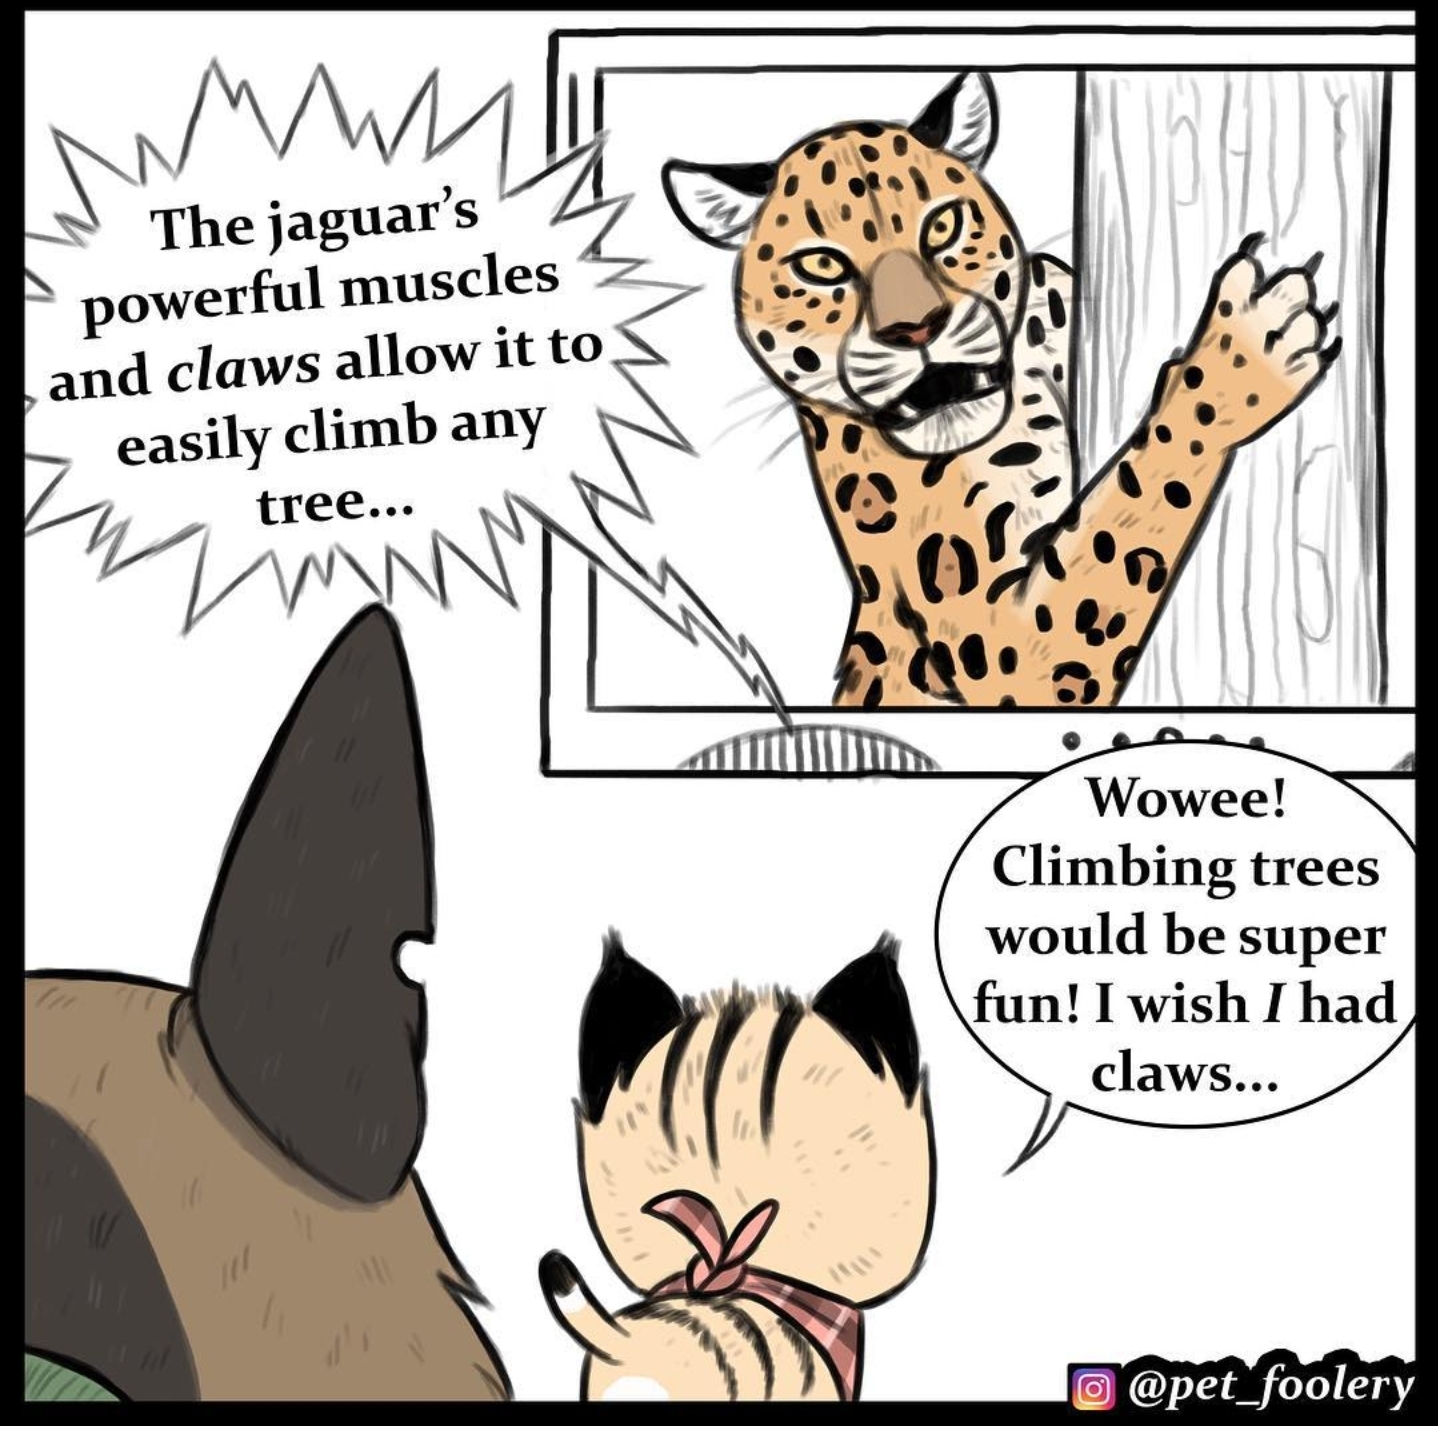 The jaguar's
powerful muscles
and claws allow it to
easily climb any
tree...
Wowee!
Climbing trees
would be super
fun! I wish I had
claws...
@pet_foolery